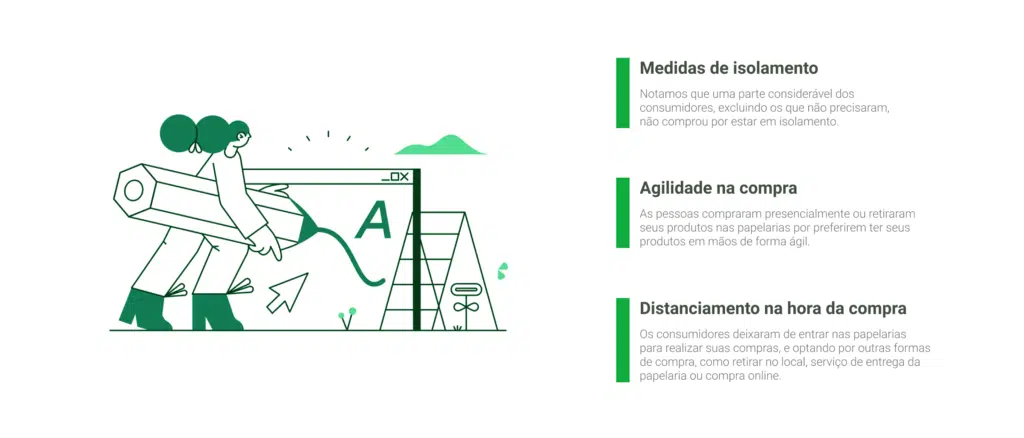 _□X
A
Medidas de isolamento
Notamos que uma parte considerável dos
consumidores, excluindo os que não precisaram,
não comprou por estar em isolamento.
Agilidade na compra
As pessoas compraram presencialmente ou retiraram
seus produtos nas papelarias por preferirem ter seus
produtos em mãos de forma ágil.
Distanciamento na hora da compra
Os consumidores deixaram de entrar nas papelarias
para realizar suas compras, e optando por outras formas
de compra, como retirar no local, serviço de entrega da
papelaria ou compra online.